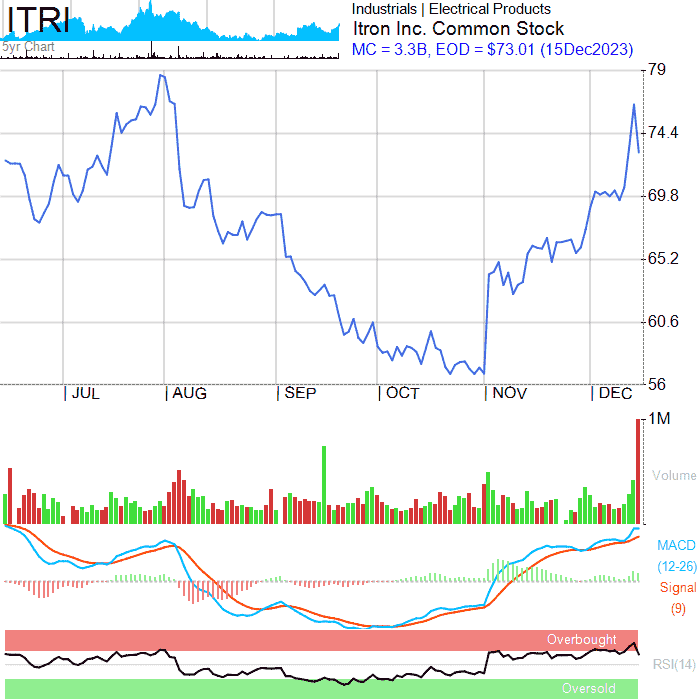 ITRI
5yr Chart
Industrials | Electrical Products
Itron Inc. Common Stock
MC = 3.3B, EOD = $73.01 (15Dec2023)
79
74.4
69.8
65.2
60.6
56
JUL AUG SEP OCT NOV DEC
1M
Volume
MACD
(12-26)
Signal
(9)
Overbought
RSI(14)
Oversold